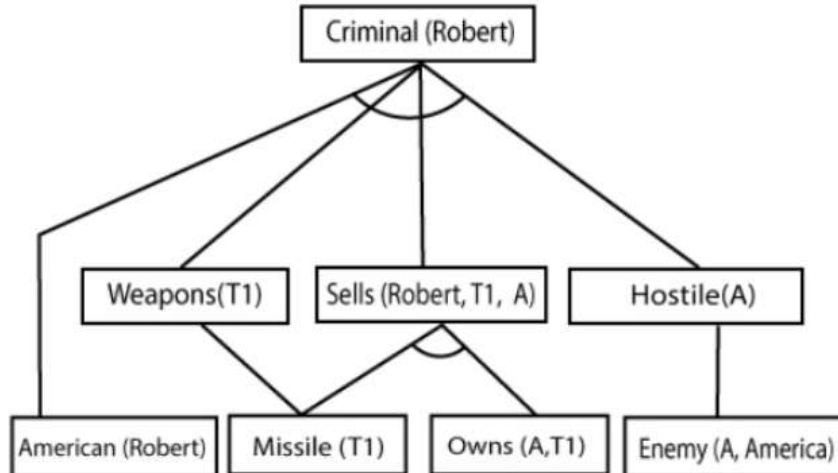 Criminal (Robert)
Weapons(T1)
Sells (Robert, T1, A)
Hostile(A)
American (Robert)
Missile (T1)
Owns (A,T1)
Enemy (A, America)